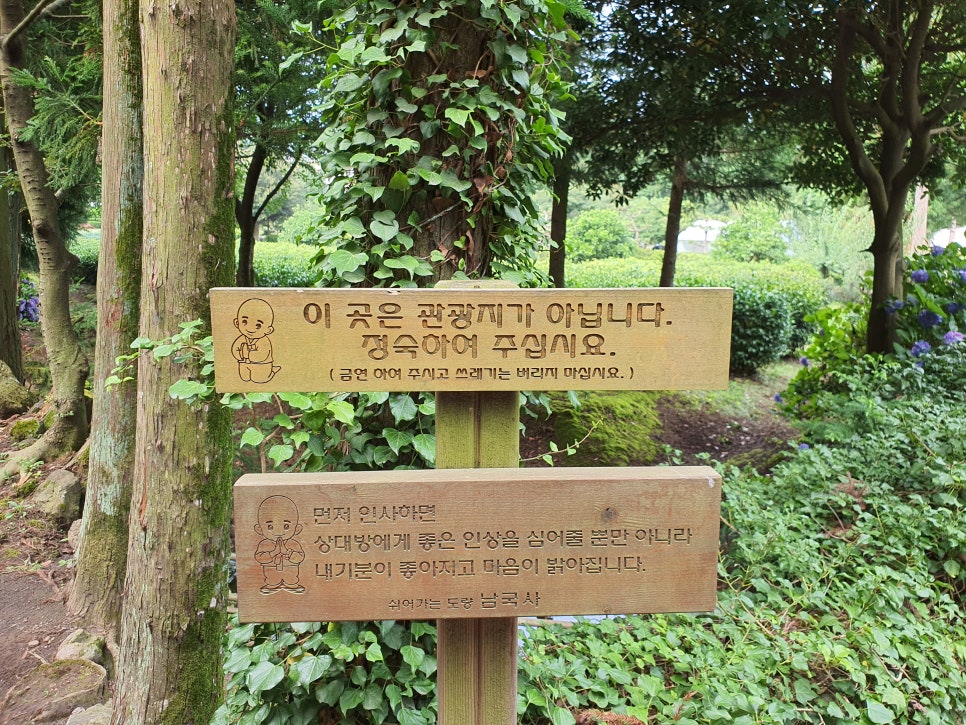 이 곳은 관광지가 아닙니다.
정숙하여 주십시요.
( 금연 하여 주시고 쓰레기는 버리지 마십시요. )
먼저 인사하면
상대방에게 좋은 인상을 심어줄 뿐만 아니라
내기분이 좋아져고 마음이 밝아집니다.
쉬어가는 도량 남국사